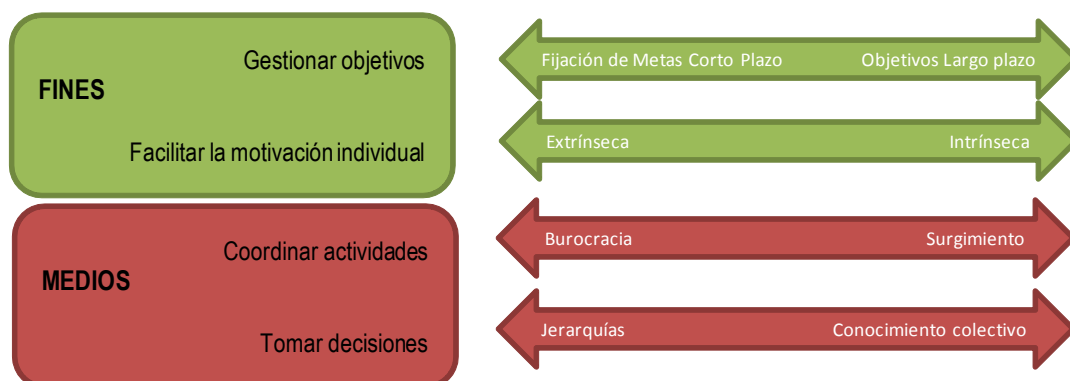 Gestionar objetivos
FINES
Facilitar la motivación individual
Fijación de Metas Corto Plazo Objetivos Largo plazo
Extrínseca Intrínseca
Coordinar actividades
MEDIOS
Tomar decisiones
Burocracia Surgimiento
Jerarquías Conocimiento colectivo